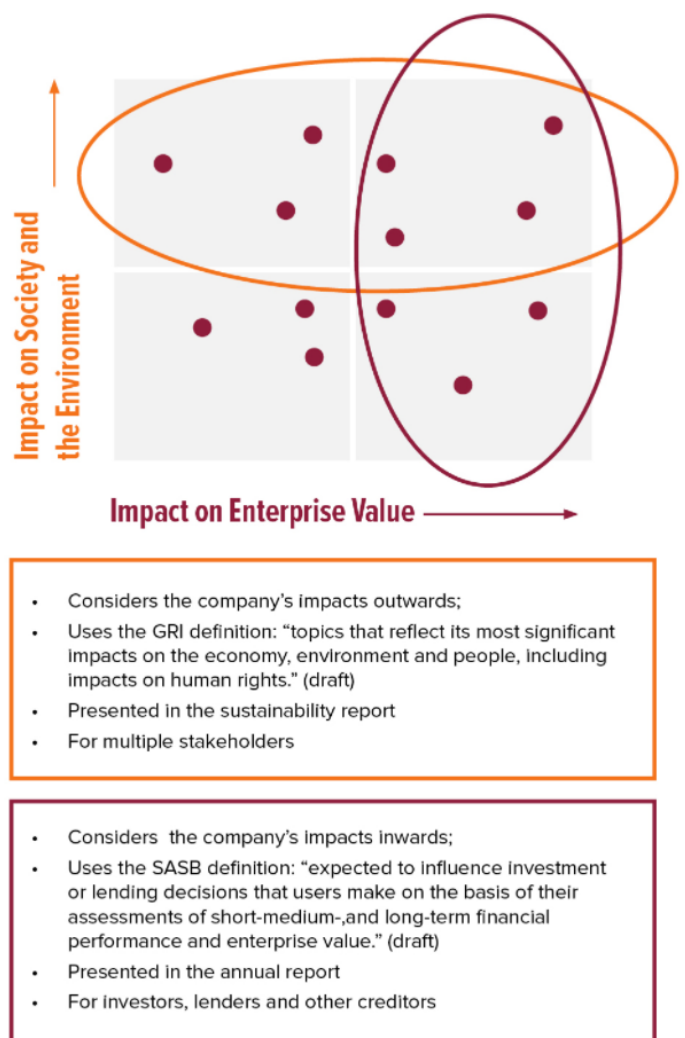 Impact on Society and
the Environment
Impact on Enterprise Value
• Considers the company’s impacts outwards;
• Uses the GRI definition: “topics that reflect its most significant
impacts on the economy, environment and people, including
impacts on human rights.” (draft)
• Presented in the sustainability report
• For multiple stakeholders
• Considers  the company’s impacts inwards;
• Uses the SASB definition: “expected to influence investment
or lending decisions that users make on the basis of their
assessments of short-medium-,and long-term financial
performance and enterprise value.” (draft)
• Presented in the annual report
• For investors, lenders and other creditors